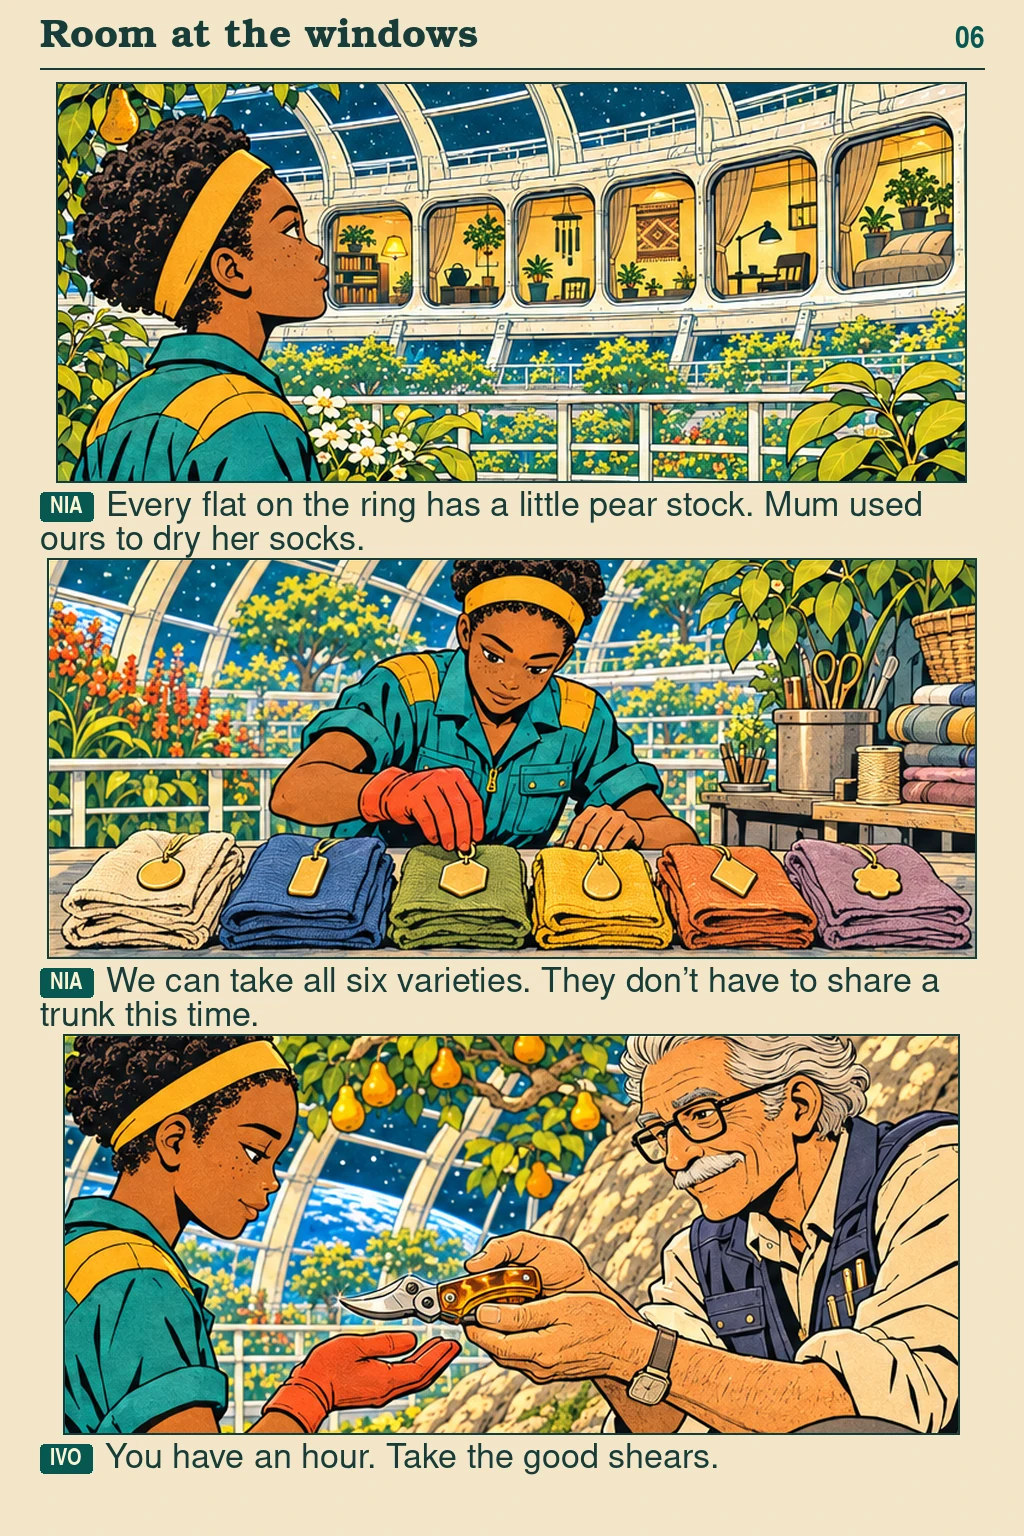 Room at the windows
06
NIA Every flat on the ring has a little pear stock. Mum used
ours to dry her socks.
NIA We can take all six varieties. They don’t have to share a
trunk this time.
IVO You have an hour. Take the good shears.